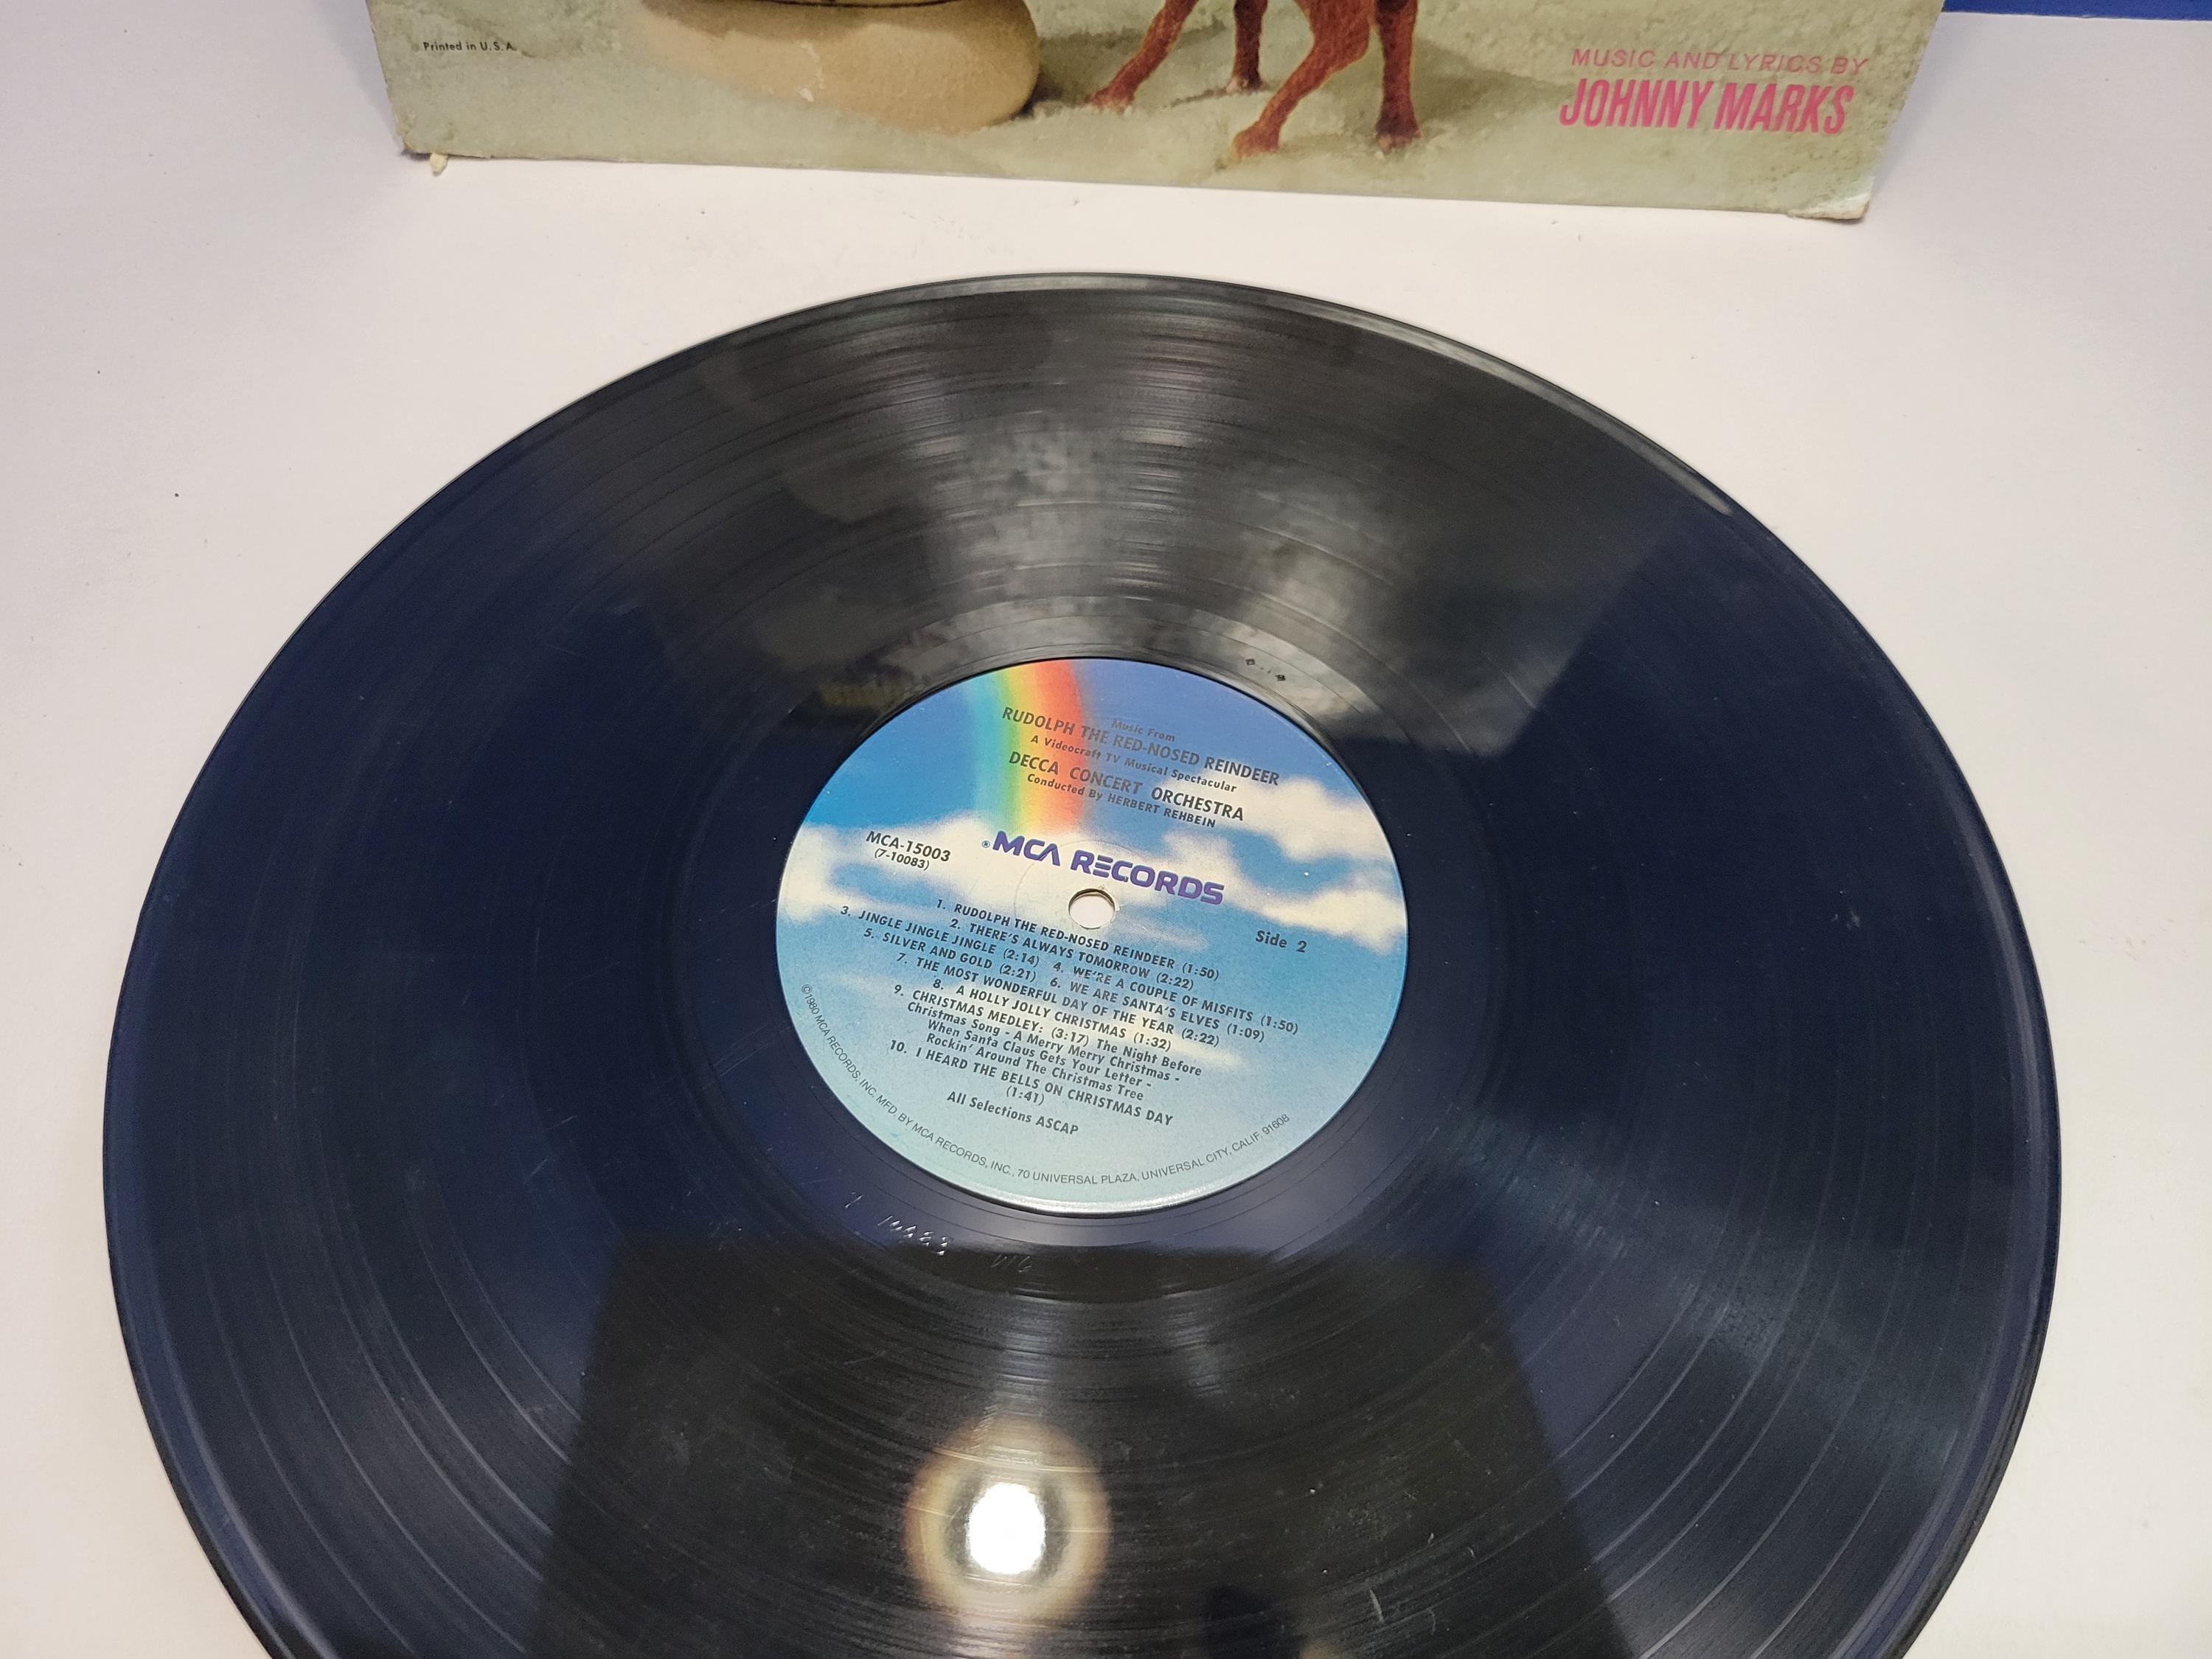 Printed in U.S.A.
MUSIC AND LYRICS BY
JOHNNY MARKS
Music From
RUDOLPH THE RED-NOSED REINDEER
A Videocraft TV Musical Spectacular
DECCA CONCERT ORCHESTRA
Conducted By HERBERT REHBEIN
MCA-15003
(7-10083)
®MCA RECORDS
Side 2
1. RUDOLPH THE RED-NOSED REINDEER (1:50)
2. THERE'S ALWAYS TOMORROW (2:22)
3. JINGLE JINGLE JINGLE (2:14) 4. WE'RE A COUPLE OF MISFITS (1:50)
5. SILVER AND GOLD (2:21) 6. WE ARE SANTA'S ELVES (1:09)
7. THE MOST WONDERFUL DAY OF THE YEAR (2:22)
8. A HOLLY JOLLY CHRISTMAS (1:32)
9. CHRISTMAS MEDLEY: (3:17) The Night Before
Christmas Song - A Merry Merry Christmas -
When Santa Claus Gets Your Letter -
Rockin' Around The Christmas Tree
10. I HEARD THE BELLS ON CHRISTMAS DAY
(1:41)
All Selections ASCAP
©1980 MCA RECORDS, INC. MFD BY MCA RECORDS, INC., 70 UNIVERSAL PLAZA, UNIVERSAL CITY, CALIF. 91608